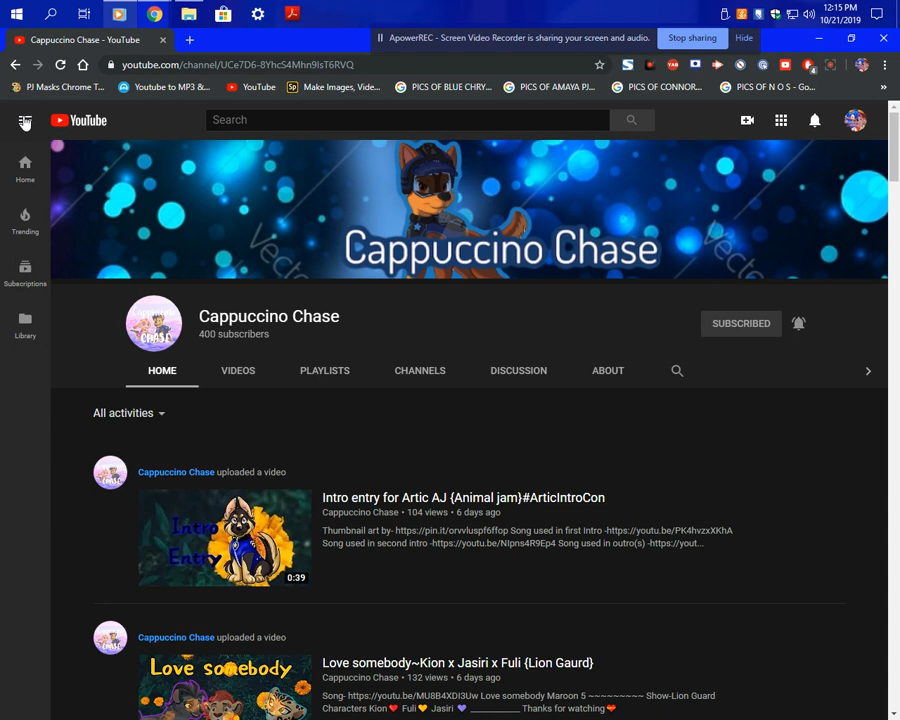 12:15 PM
10/21/2019
Cappuccino Chase - YouTube
ApowerREC - Screen Video Recorder is sharing your screen and audio.
Stop sharing
Hide
youtube.com/channel/UCe7D6-8YhcS4Mhn9IsT6RVQ
PJ Masks Chrome T...
Youtube to MP3 &...
YouTube
Make Images, Vide...
PICS OF BLUE CHRY...
PICS OF AMAYA PJ...
PICS OF CONNOR...
PICS OF N O S - Go...
YouTube
Search
Home
Trending
Subscriptions
Library
Cappuccino Chase
Cappuccino Chase
400 subscribers
SUBSCRIBED
HOME
VIDEOS
PLAYLISTS
CHANNELS
DISCUSSION
ABOUT
All activities
Cappuccino Chase uploaded a video
Intro
Entry
0:39
Intro entry for Artic AJ {Animal jam}#ArticIntroCon
Cappuccino Chase • 104 views • 6 days ago
Thumbnail art by- https://pin.it/orvvluspf6ffop Song used in first Intro -https://youtu.be/PK4hvzxXKhA
Song used in second intro -https://youtu.be/NIpns4R9Ep4 Song used in outro(s) -https://yout...
Cappuccino Chase uploaded a video
Love somebody
Love somebody~Kion x Jasiri x Fuli {Lion Gaurd}
Cappuccino Chase • 132 views • 6 days ago
Song- https://youtu.be/MU8B4XDI3Uw Love somebody Maroon 5 ~~~~~~~~~ Show-Lion Guard
Characters Kion❤ Fuli💛 Jasiri 💜 __________ Thanks for watching💝